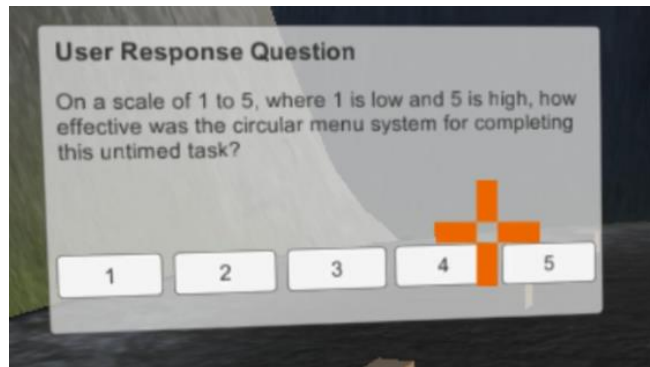 User Response Question
On a scale of 1 to 5, where 1 is low and 5 is high, how
effective was the circular menu system for completing
this untimed task?
1 2 3 4 5